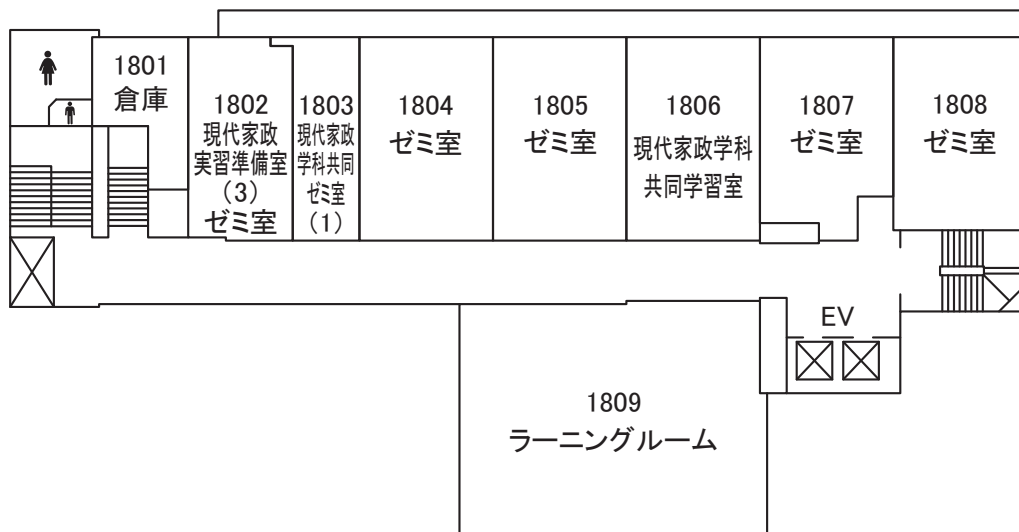 1801
倉庫
1802
現代家政
実習準備室
（3）
ゼミ室
1803
現代家政
学科共同
ゼミ室
（1）
1804
ゼミ室
1805
ゼミ室
1806
現代家政学科
共同学習室
1807
ゼミ室
1808
ゼミ室
EV
1809
ラーニングルーム